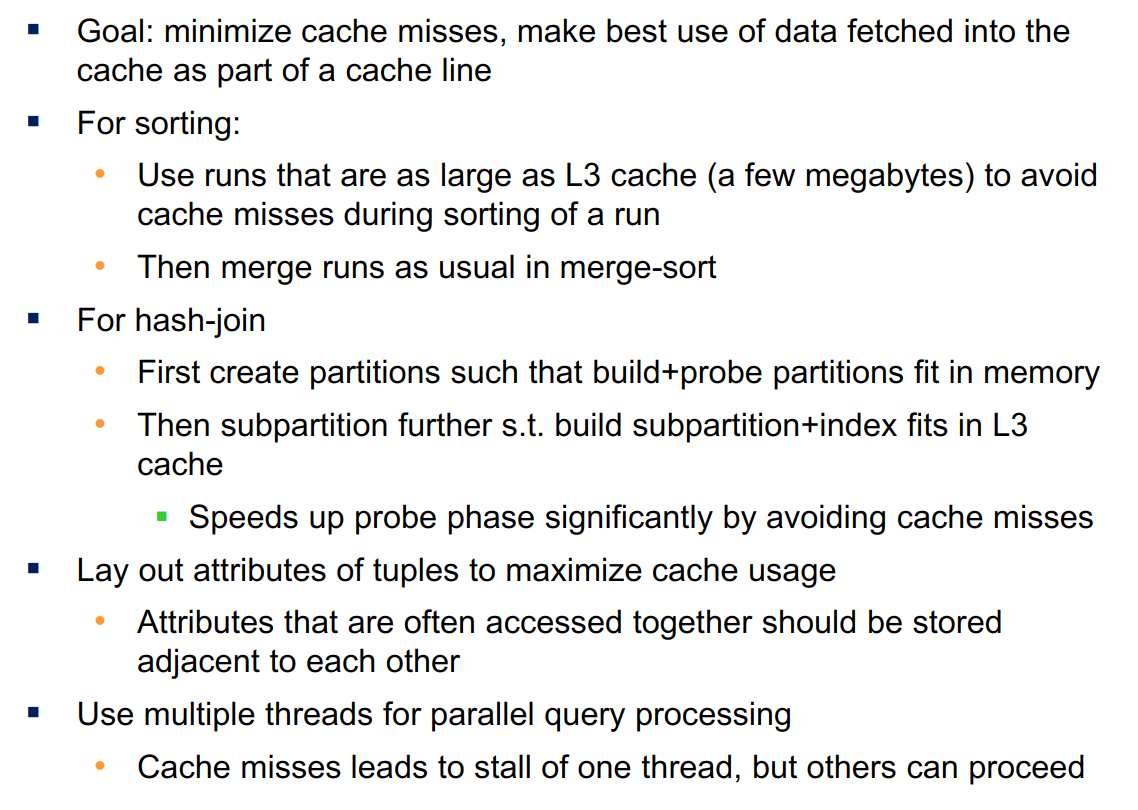 Goal: minimize cache misses, make best use of data fetched into the
cache as part of a cache line
For sorting:
Use runs that are as large as L3 cache (a few megabytes) to avoid
cache misses during sorting of a run
Then merge runs as usual in merge-sort
For hash-join
First create partitions such that build+probe partitions fit in memory
Then subpartition further s.t. build subpartition+index fits in L3
cache
Speeds up probe phase significantly by avoiding cache misses
Lay out attributes of tuples to maximize cache usage
Attributes that are often accessed together should be stored
adjacent to each other
Use multiple threads for parallel query processing
Cache misses leads to stall of one thread, but others can proceed